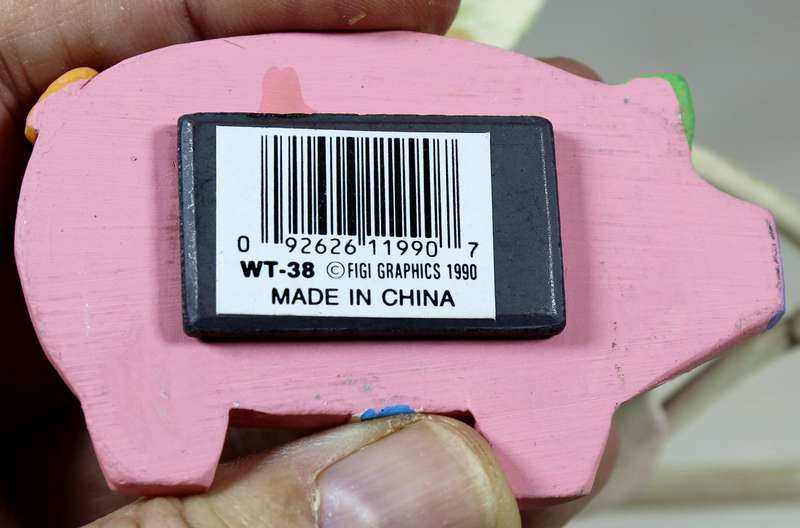 0 92626 11990 7
WT-38 ©FIGI GRAPHICS 1990
MADE IN CHINA